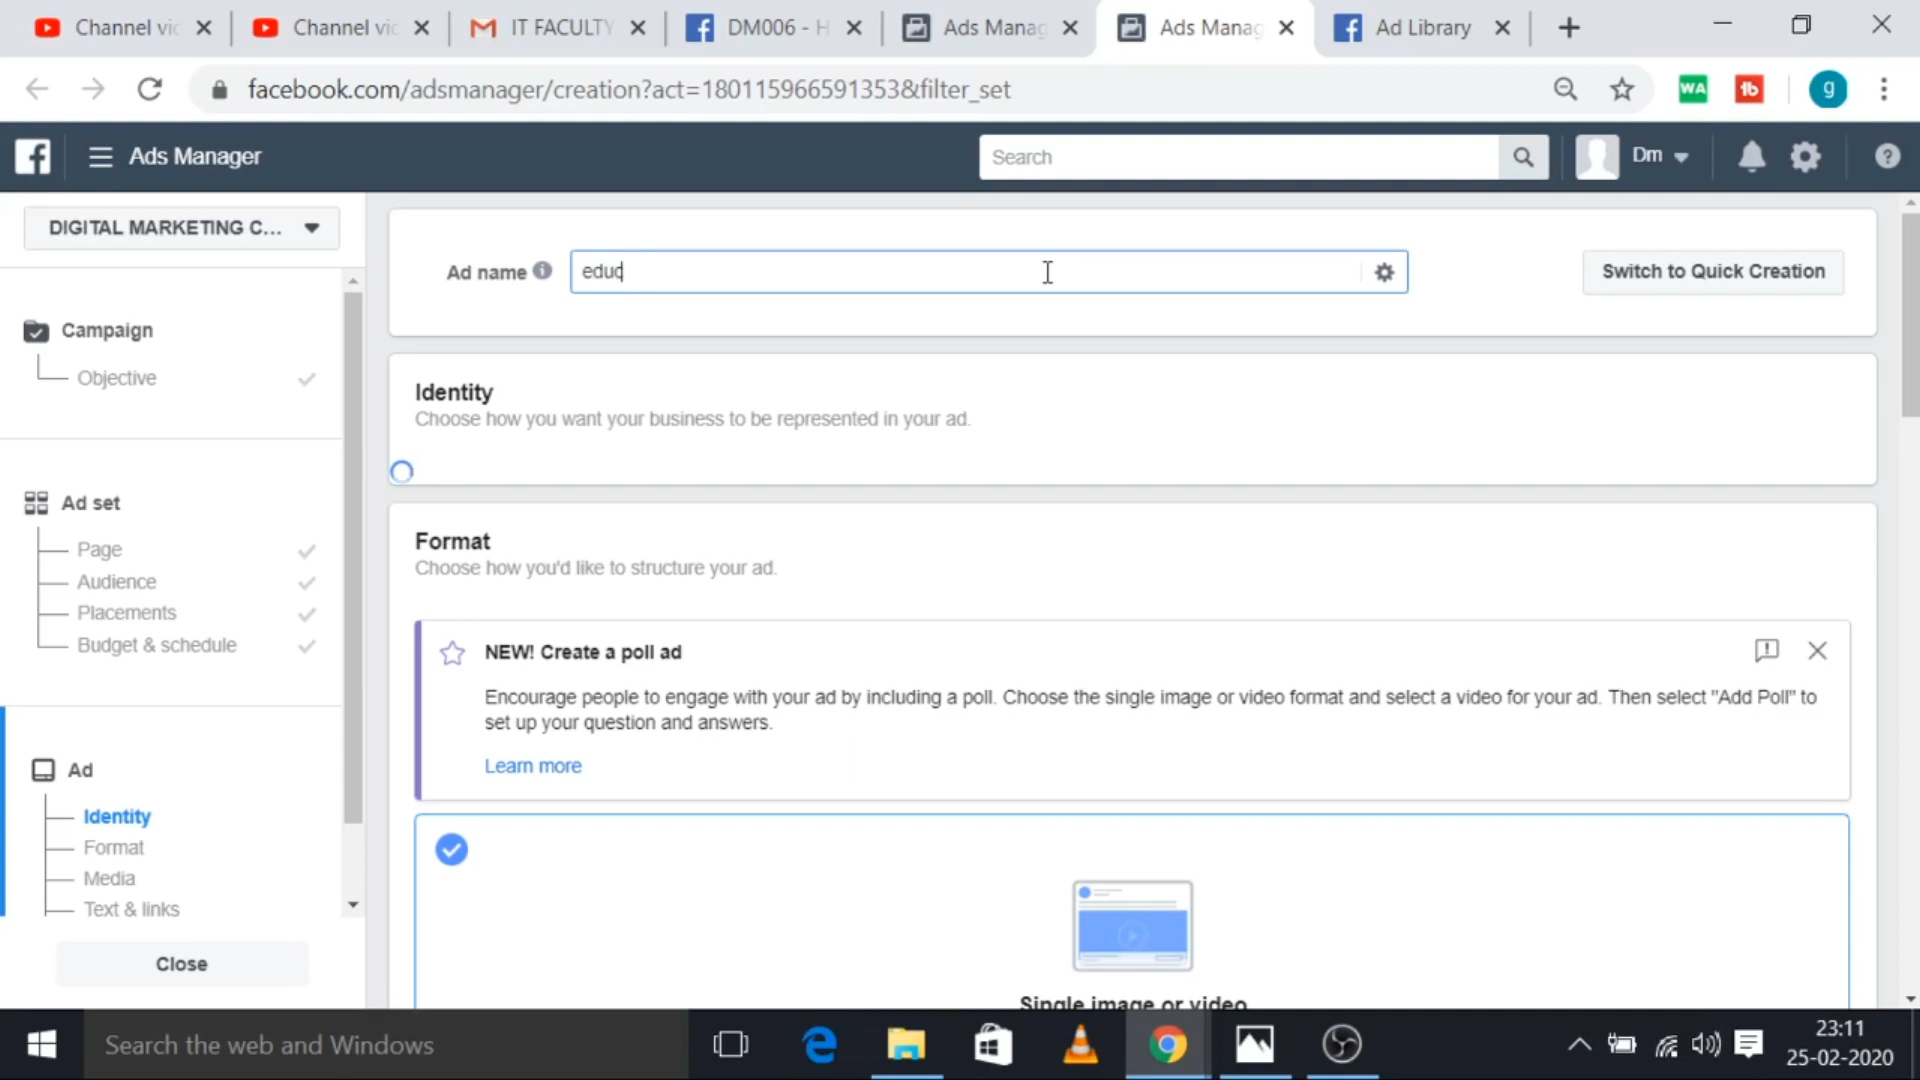 Channel vic
Channel vic
IT FACULTY
DM006 - H
Ads Manag
Ads Manag
Ad Library
facebook.com/adsmanager/creation?act=180115966591353&filter_set
WA
g
Ads Manager
Search
Dm
DIGITAL MARKETING C...
Ad name
educ
Switch to Quick Creation
Campaign
Objective
Identity
Choose how you want your business to be represented in your ad.
Ad set
Page
Audience
Placements
Budget & schedule
Format
Choose how you'd like to structure your ad.
NEW! Create a poll ad
Encourage people to engage with your ad by including a poll. Choose the single image or video format and select a video for your ad. Then select "Add Poll" to
set up your question and answers.
Learn more
Ad
Identity
Format
Media
Text & links
Close
Single image or video
Search the web and Windows
23:11
25-02-2020